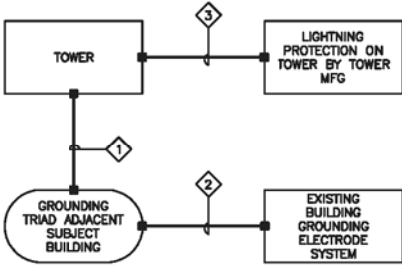 3
TOWER
LIGHTNING
PROTECTION ON
TOWER BY TOWER
MFG
1
2
GROUNDING
TRIAD ADJACENT
SUBJECT
BUILDING
EXISTING
BUILDING
GROUNDING
ELECTRODE
SYSTEM